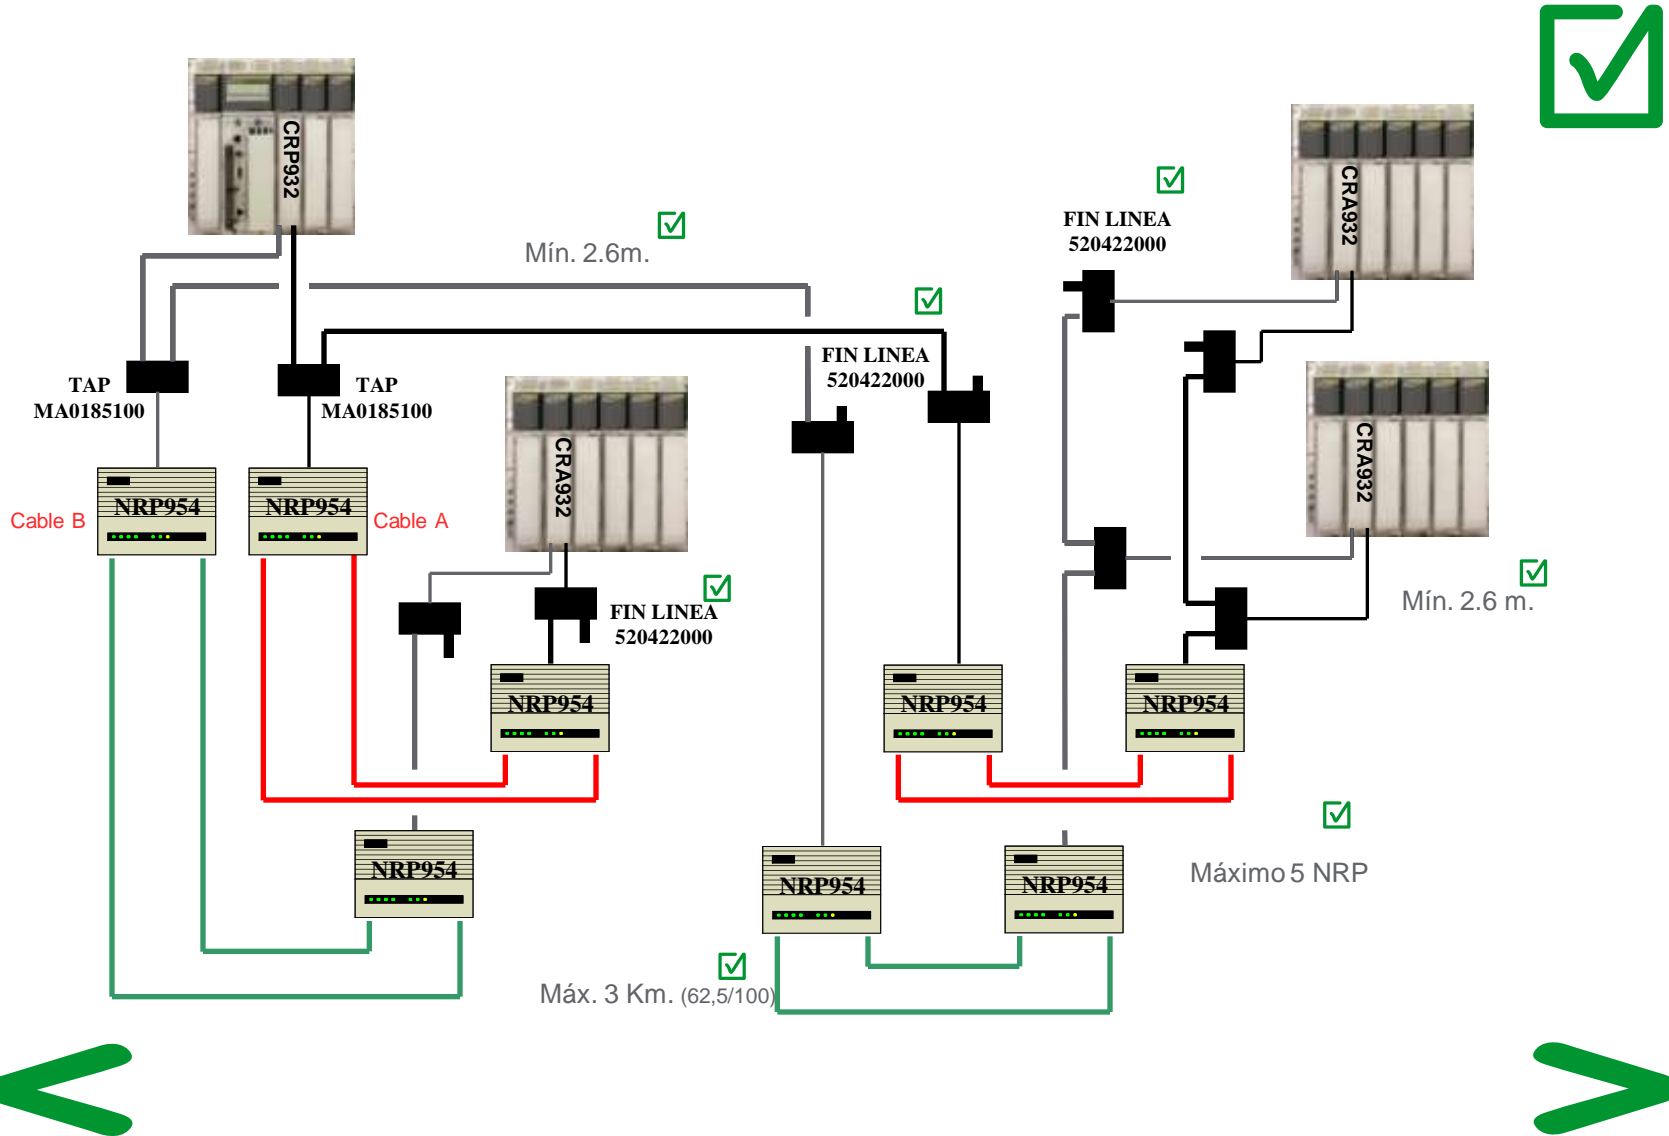 CRP932
CRA932
FIN LINEA
520422000
Mín. 2.6m.
FIN LINEA
520422000
TAP
MA0185100
TAP
MA0185100
CRA932
CRA932
NRP954
NRP954
Cable B
Cable A
Mín. 2.6 m.
FIN LINEA
520422000
NRP954
NRP954
NRP954
NRP954
NRP954
NRP954
Máximo 5 NRP
Máx. 3 Km. (62,5/100)